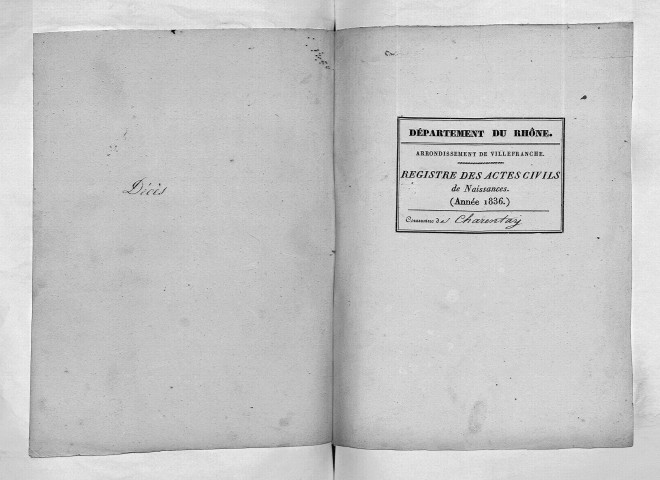 Décès
DÉPARTEMENT DU RHÔNE.
ARRONDISSEMENT DE VILLEFRANCHE.
REGISTRE DES ACTES CIVILS
de Naissances.
(Année 1836.)
Commune de Charentay